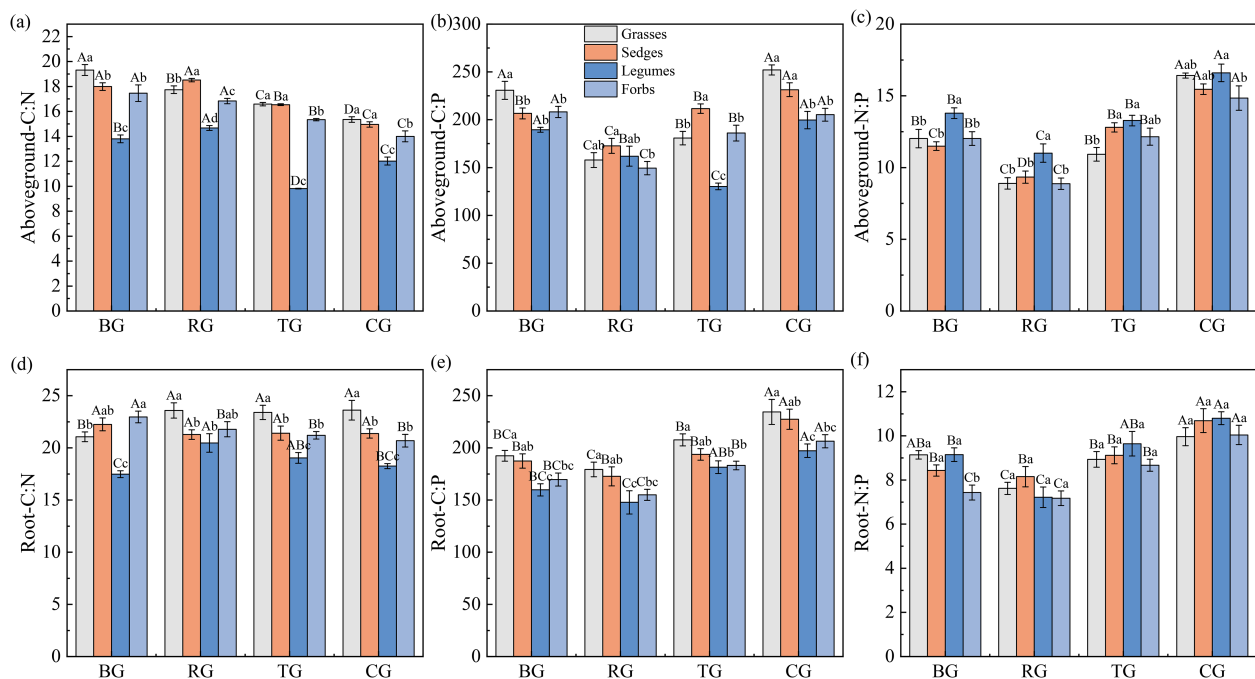 (a)
Aboveground-C:N
22
20
18
16
14
12
10
8
6
4
2
0
Aa Ab Bc Ab
Bb Aa Ad Ac
Ca Ba Dc Bb
Da Ca Cc Cb
BG RG TG CG
(b)
Aboveground-C:P
300
250
200
150
100
50
0
Grasses
Sedges
Legumes
Forbs
Aa Bb Ab Ab
Cab Ca Bab Cb
Bb Ba Cc Bb
Aa Aa Ab Ab
BG RG TG CG
(c)
Aboveground-N:P
20
15
10
5
0
Bb Cb Ba Bb
Cb Db Ca Cb
Bb Ba Ba Bab
Aab Aab Aa Ab
BG RG TG CG
(d)
Root-C:N
25
20
15
10
5
0
Bb Aab Cc Aa
Aa Ab Ab Bab
Aa Ab ABc Bb
Aa Ab BCc Bb
BG RG TG CG
(e)
Root-C:P
250
200
150
100
50
0
BCa Bab BCc BCbc
Ca Bab Cc Cbc
Ba Bab ABb Bb
Aa Aab Ac Abc
BG RG TG CG
(f)
Root-N:P
12
10
8
6
4
2
0
ABa Bab Ba Cb
Ca Ba Ca Ca
Ba Ba ABa Ba
Aa Aa Aa Aa
BG RG TG CG